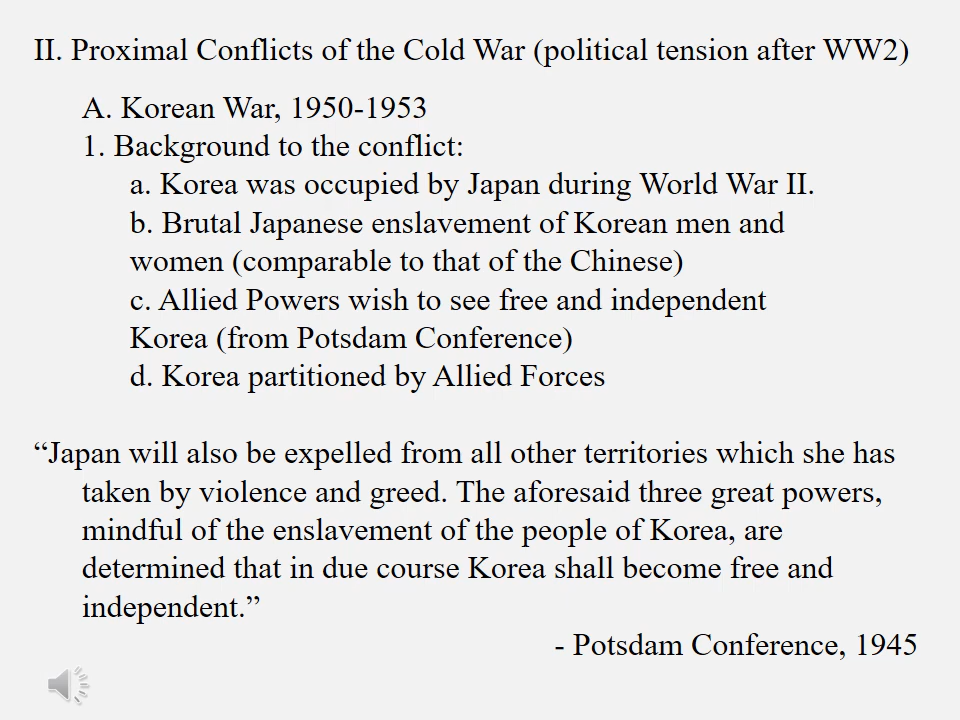 II. Proximal Conflicts of the Cold War (political tension after WW2)
A. Korean War, 1950-1953
1. Background to the conflict:
a. Korea was occupied by Japan during World War II.
b. Brutal Japanese enslavement of Korean men and
women (comparable to that of the Chinese)
c. Allied Powers wish to see free and independent
Korea (from Potsdam Conference)
d. Korea partitioned by Allied Forces
“Japan will also be expelled from all other territories which she has
taken by violence and greed. The aforesaid three great powers,
mindful of the enslavement of the people of Korea, are
determined that in due course Korea shall become free and
independent.”
- Potsdam Conference, 1945